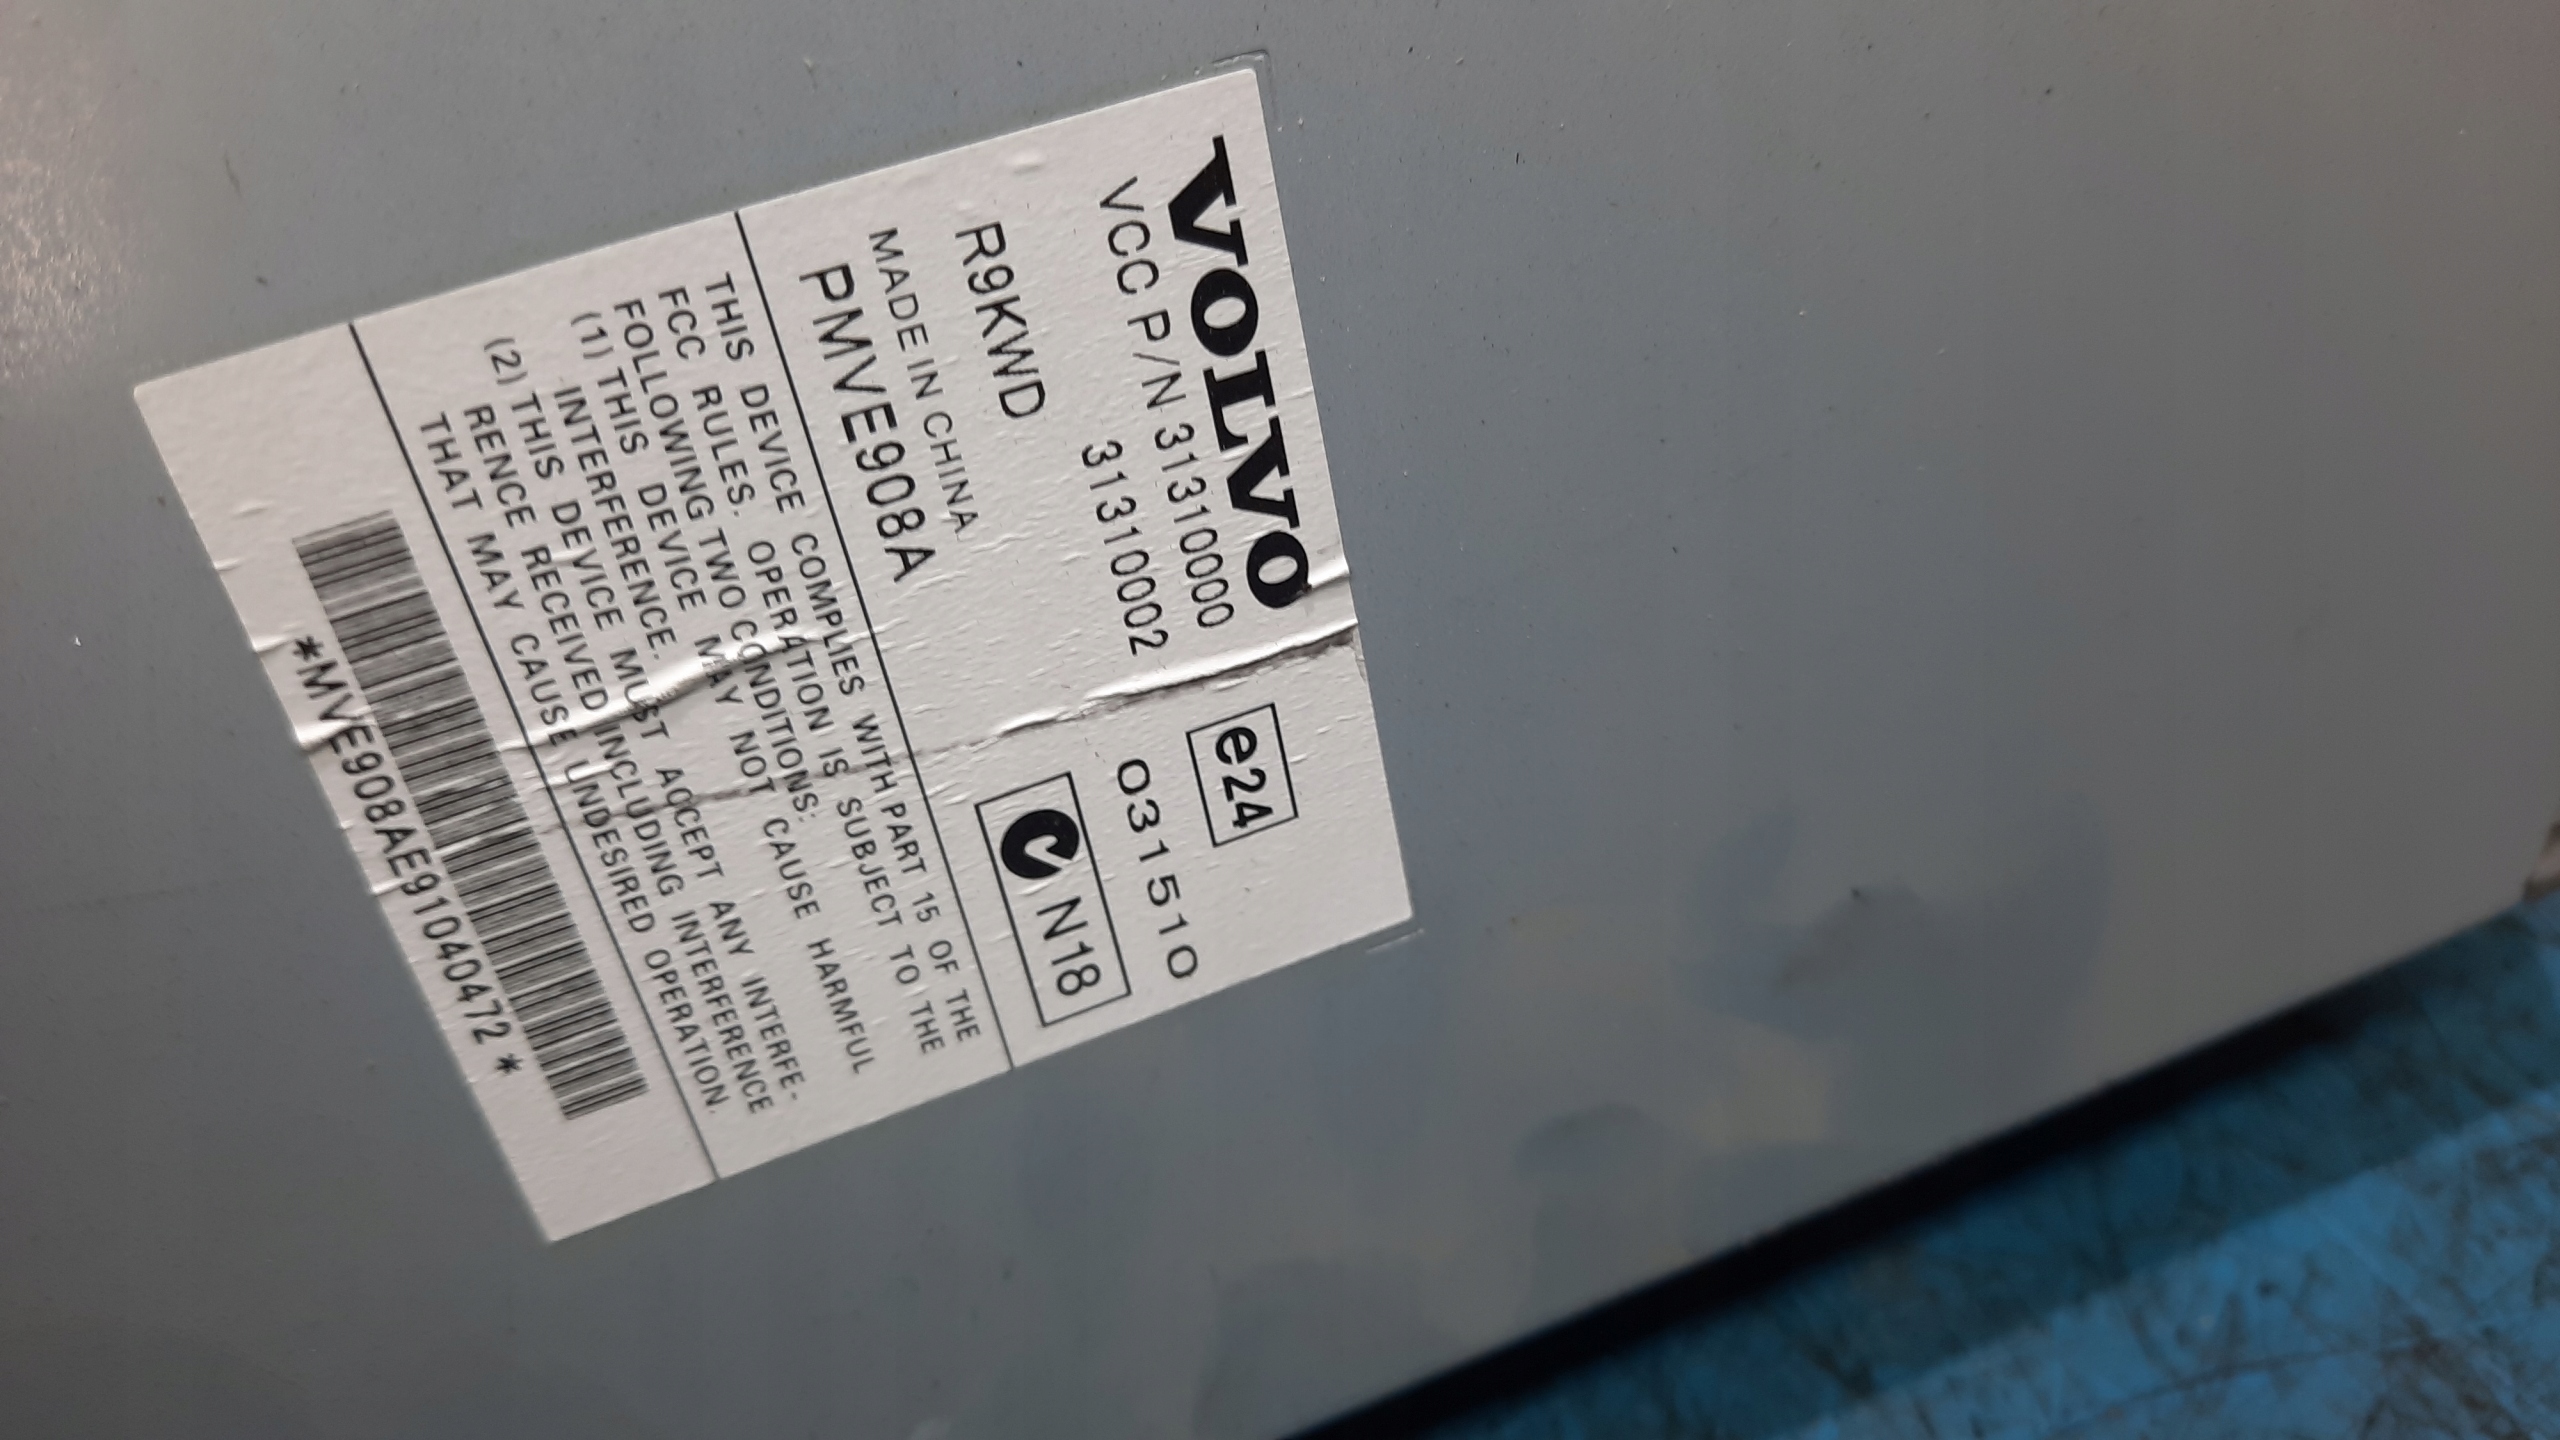 VOLVO
VCC P/N 31310000
31310002
e24
031510
R9KWD
N18
MADE IN CHINA
PMVE908A
THIS DEVICE COMPLIES WITH PART 15 OF THE
FCC RULES. OPERATION IS SUBJECT TO THE
FOLLOWING TWO CONDITIONS:
(1) THIS DEVICE MAY NOT CAUSE HARMFUL
INTERFERENCE.
(2) THIS DEVICE MUST ACCEPT ANY INTERFE-
RENCE RECEIVED INCLUDING INTERFERENCE
THAT MAY CAUSE UNDESIRED OPERATION.
*MVE908AE91040472*